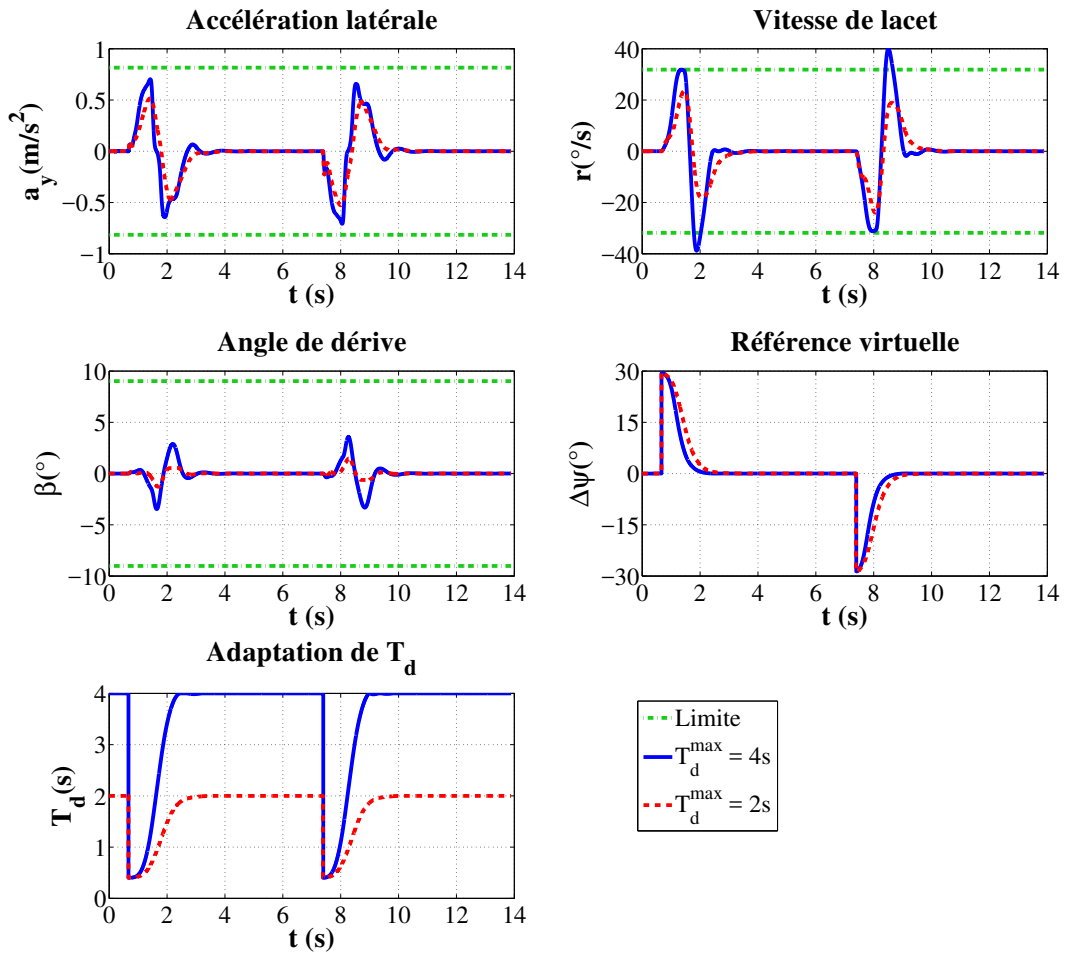 Accélération latérale
1
0.5
0
−0.5
−1
a_y(m/s^2)
0 2 4 6 8 10 12 14
t (s)
Vitesse de lacet
40
20
0
−20
−40
r(°/s)
0 2 4 6 8 10 12 14
t (s)
Angle de dérive
10
5
0
−5
−10
β(°)
0 2 4 6 8 10 12 14
t (s)
Référence virtuelle
30
15
0
−15
−30
Δψ(°)
0 2 4 6 8 10 12 14
t (s)
Adaptation de T_d
4
3
2
1
0
T_d(s)
0 2 4 6 8 10 12 14
t (s)
Limite
T_d^max = 4s
T_d^max = 2s